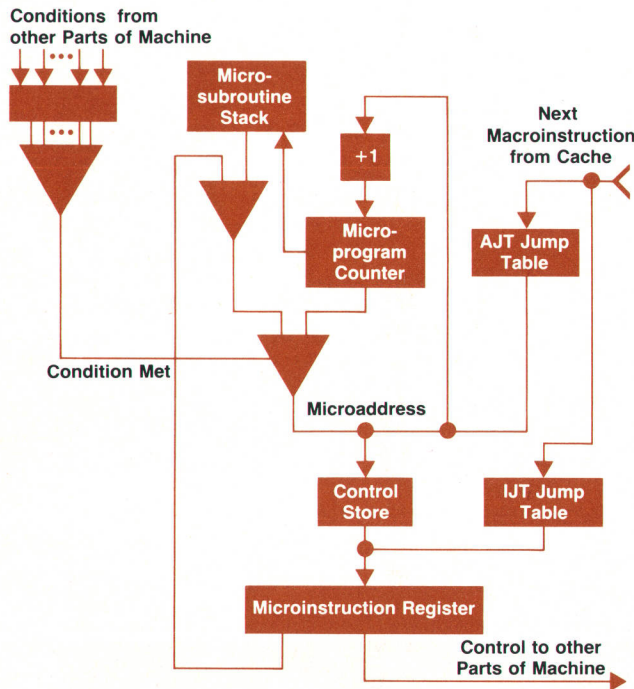 Conditions from
other Parts of Machine
Micro-
subroutine
Stack
+1
Next
Macroinstruction
from Cache
Micro-
program
Counter
AJT Jump
Table
Condition Met
Microaddress
Control
Store
IJT Jump
Table
Microinstruction Register
Control to other
Parts of Machine